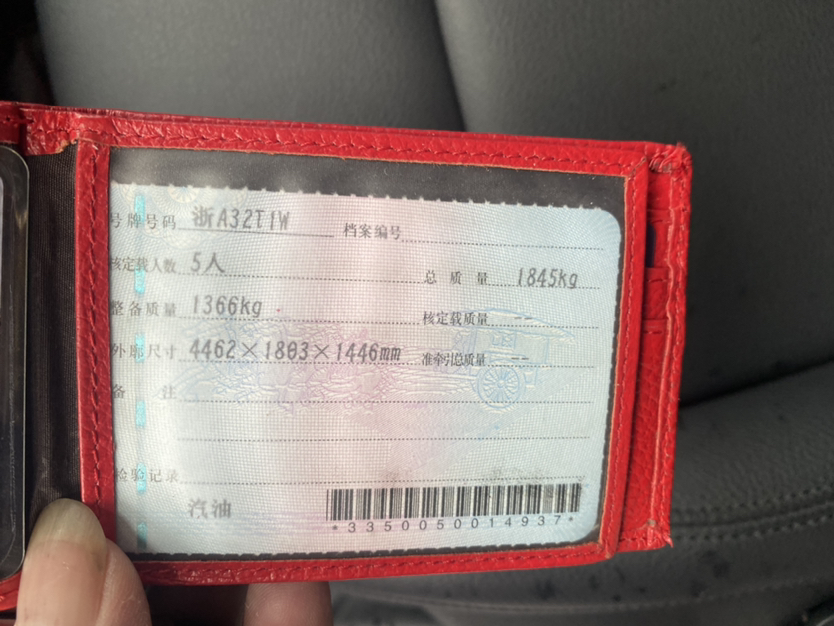 号牌号码 浙A32T1W 档案编号
核定载人数 5人 总质量 1845kg
整备质量 1366kg 核定载质量 --
外廓尺寸 4462×1803×1446mm 准牵引总质量 --
备注
检验记录
汽油
*3350050014937*